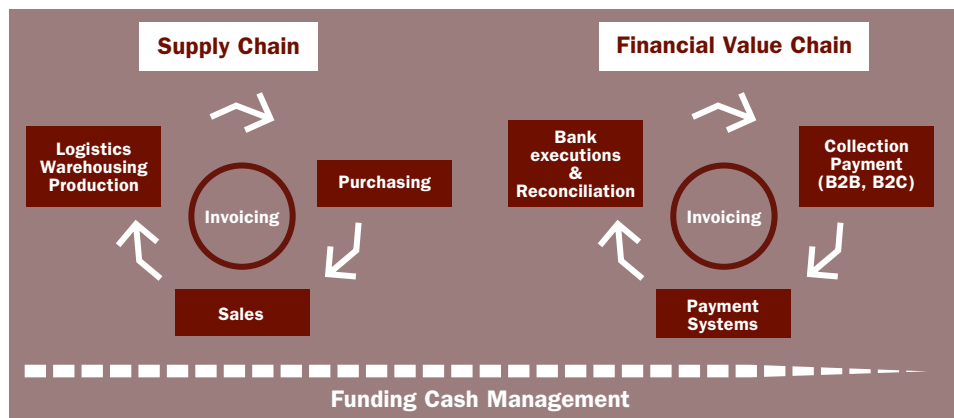 Supply Chain
Logistics
Warehousing
Production
Invoicing
Purchasing
Sales
Financial Value Chain
Bank
executions
&
Reconciliation
Invoicing
Collection
Payment
(B2B, B2C)
Payment
Systems
Funding Cash Management